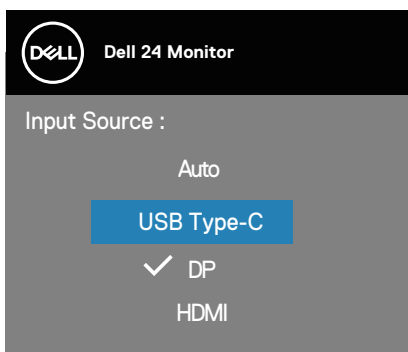 DELL
Dell 24 Monitor
Input Source :
Auto
USB Type-C
DP
HDMI